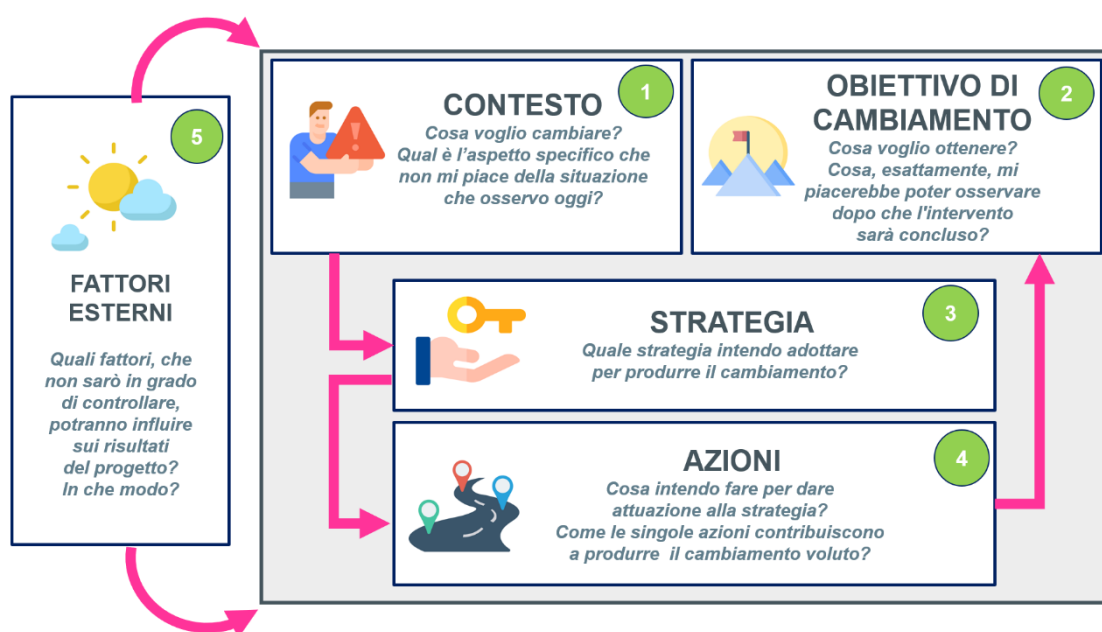 1
CONTESTO
Cosa voglio cambiare?
Qual è l'aspetto specifico che
non mi piace della situazione
che osservo oggi?
2
OBIETTIVO DI
CAMBIAMENTO
Cosa voglio ottenere?
Cosa, esattamente, mi
piacerebbe poter osservare
dopo che l'intervento
sarà concluso?
3
STRATEGIA
Quale strategia intendo adottare
per produrre il cambiamento?
4
AZIONI
Cosa intendo fare per dare
attuazione alla strategia?
Come le singole azioni contribuiscono
a produrre il cambiamento voluto?
5
FATTORI
ESTERNI
Quali fattori, che
non sarò in grado
di controllare,
potranno influire
sui risultati
del progetto?
In che modo?